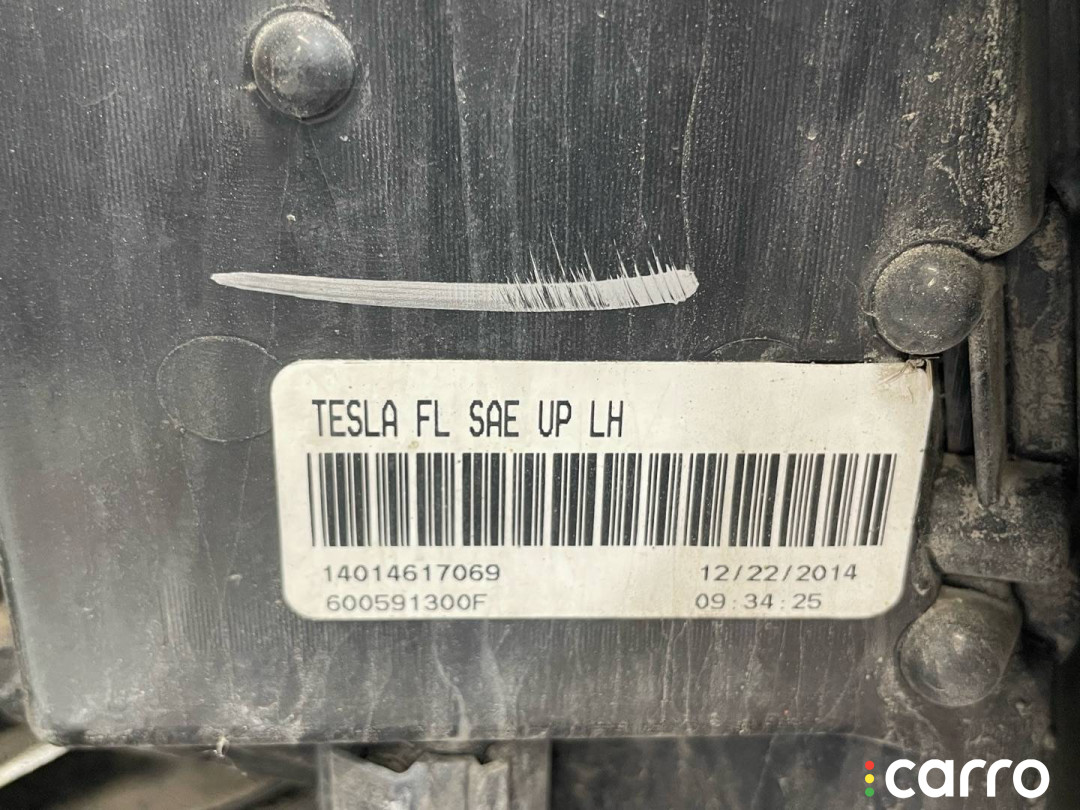 TESLA FL SAE UP LH
14014617069 12/22/2014
600591300F 09:34:25
carro